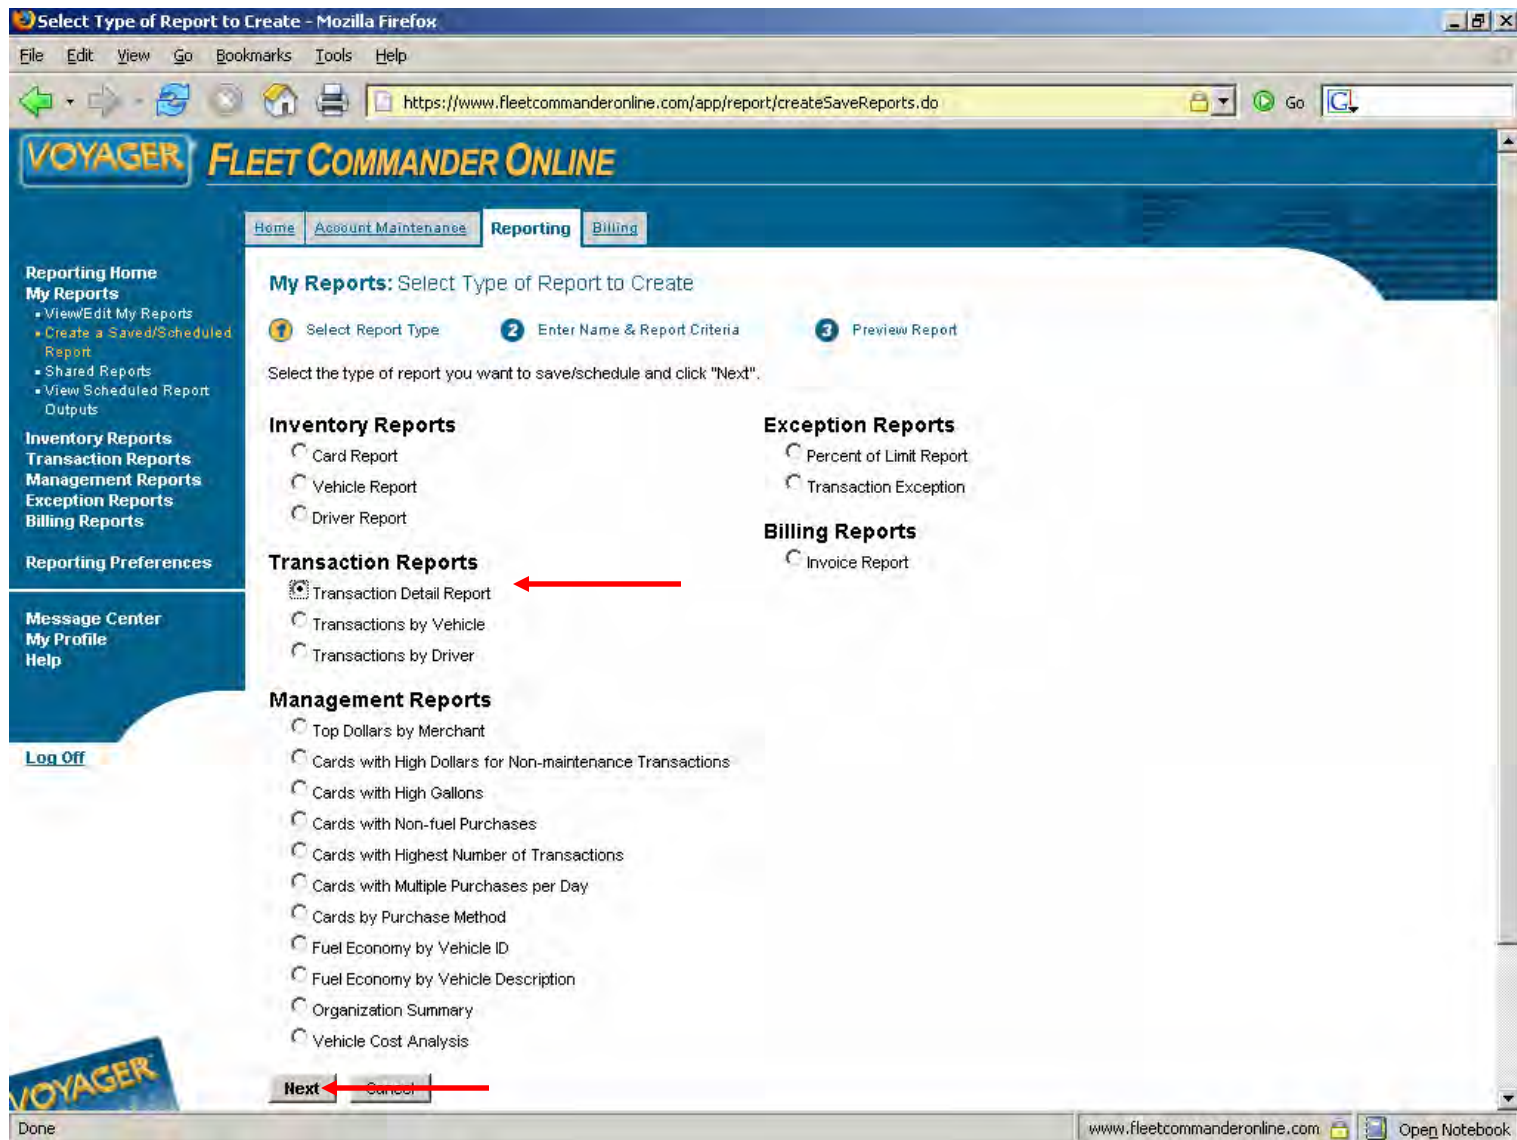 Select Type of Report to Create - Mozilla Firefox
File Edit View Go Bookmarks Tools Help
https://www.fleetcommanderonline.com/app/report/createSaveReports.do
Go
G
VOYAGER FLEET COMMANDER ONLINE
Home Account Maintenance Reporting Billing
Reporting Home
My Reports
View/Edit My Reports
Create a Saved/Scheduled
Report
Shared Reports
View Scheduled Report
Outputs
Inventory Reports
Transaction Reports
Management Reports
Exception Reports
Billing Reports
Reporting Preferences
Message Center
My Profile
Help
Log Off
My Reports: Select Type of Report to Create
1 Select Report Type 2 Enter Name & Report Criteria 3 Preview Report
Select the type of report you want to save/schedule and click "Next".
Inventory Reports
Card Report
Vehicle Report
Driver Report
Transaction Reports
Transaction Detail Report
Transactions by Vehicle
Transactions by Driver
Management Reports
Top Dollars by Merchant
Cards with High Dollars for Non-maintenance Transactions
Cards with High Gallons
Cards with Non-fuel Purchases
Cards with Highest Number of Transactions
Cards with Multiple Purchases per Day
Cards by Purchase Method
Fuel Economy by Vehicle ID
Fuel Economy by Vehicle Description
Organization Summary
Vehicle Cost Analysis
Exception Reports
Percent of Limit Report
Transaction Exception
Billing Reports
Invoice Report
Next Cancel
VOYAGER
Done www.fleetcommanderonline.com Open Notebook